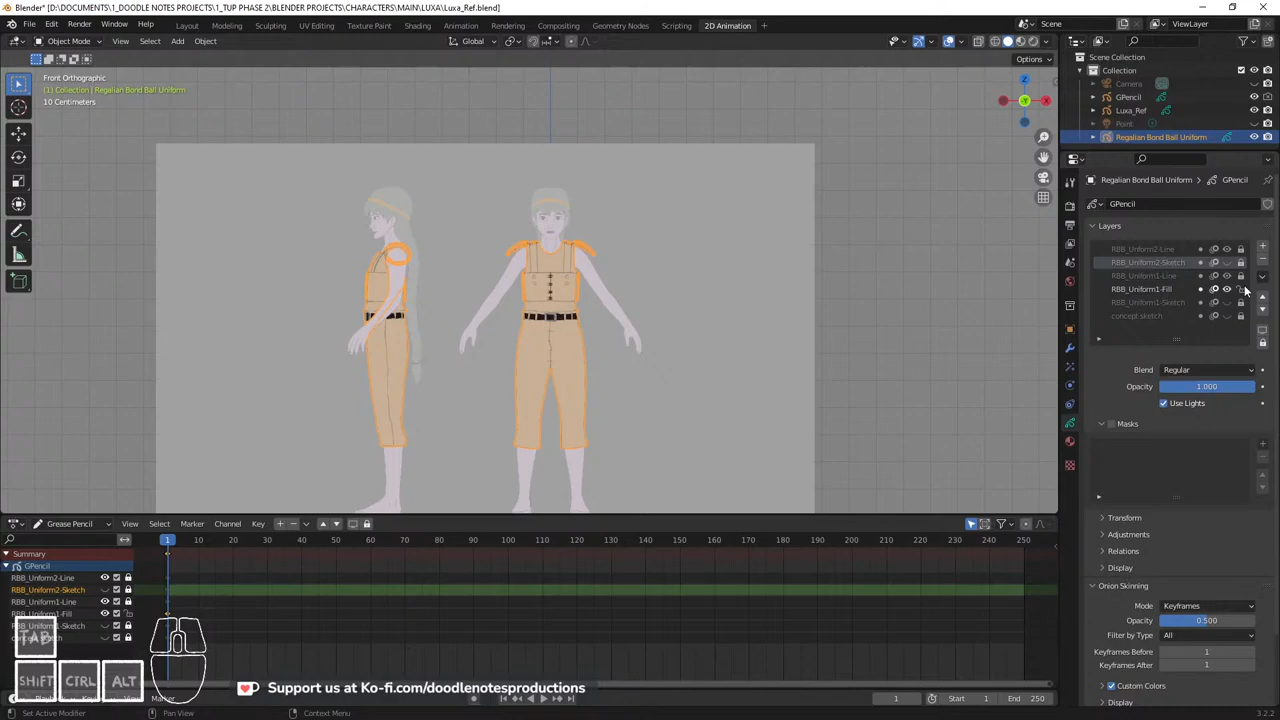 Blender* [D:\DOODLE NOTES PROJECTS\1_TUP PHASE 2\BLENDER PROJECTS\CHARACTERS\MAIN\LUXA\Luxa_Ref.blend]
File Edit Render Window Help Layout Modeling Sculpting UV Editing Texture Paint Shading Animation Rendering Compositing Geometry Nodes Scripting 2D Animation + Scene ViewLayer
Object Mode View Select Add Object Global
Options
Front Orthographic
(1) Collection | Regalian Bond Ball Uniform
10 Centimeters
Z
-Y
X
Scene Collection
Collection
Camera
GPencil
Luxa_Ref
Point
Regalian Bond Ball Uniform
Regalian Bond Ball Uniform > GPencil
GPencil
Layers
RBB_Unform2-Line
RBB_Uniform2-Sketch
RBB_Uniform1-Line
RBB_Uniform1-Fill
RBB_Uniform1-Sketch
concept sketch
Blend Regular
Opacity 1.000
Use Lights
Masks
Transform
Adjustments
Relations
Display
Onion Skinning
Mode Keyframes
Opacity 0.500
Filter by Type All
Keyframes Before 1
Keyframes After 1
Custom Colors
Display
Grease Pencil View Select Marker Channel Key
1 10 20 30 40 50 60 70 80 90 100 110 120 130 140 150 160 170 180 190 200 210 220 230 240 250
Summary
GPencil
RBB_Uniform2-Line
RBB_Uniform2-Sketch
RBB_Uniform1-Line
RBB_Uniform1-Fill
TAB
SHIFT CTRL ALT
Support us at Ko-fi.com/doodlenotesproductions
Marker
1 Start 1 End 250
Set Active Modifier Pan View Context Menu 3.2.2